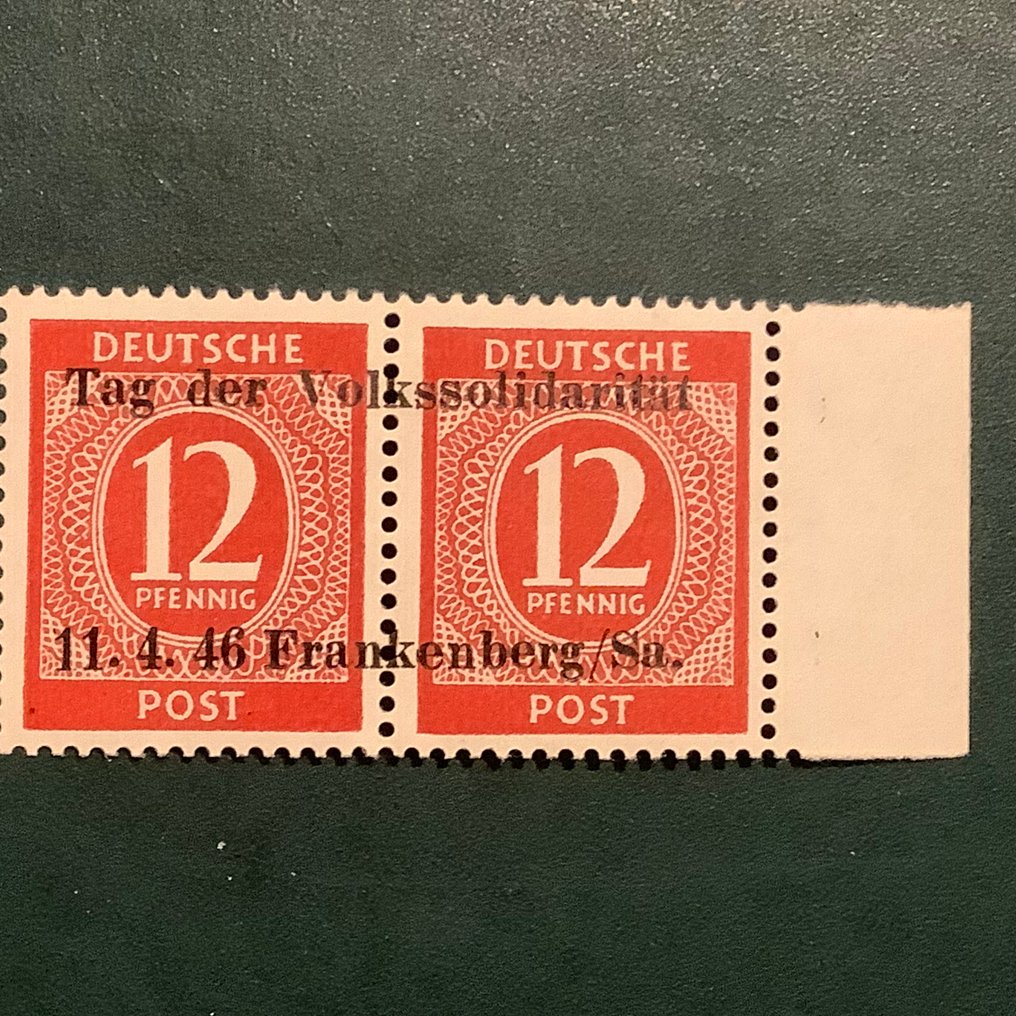 DEUTSCHE DEUTSCHE
Tag der Volkssolidarität
12 12
PFENNIG PFENNIG
11. 4. 46 Frankenberg/Sa.
POST POST